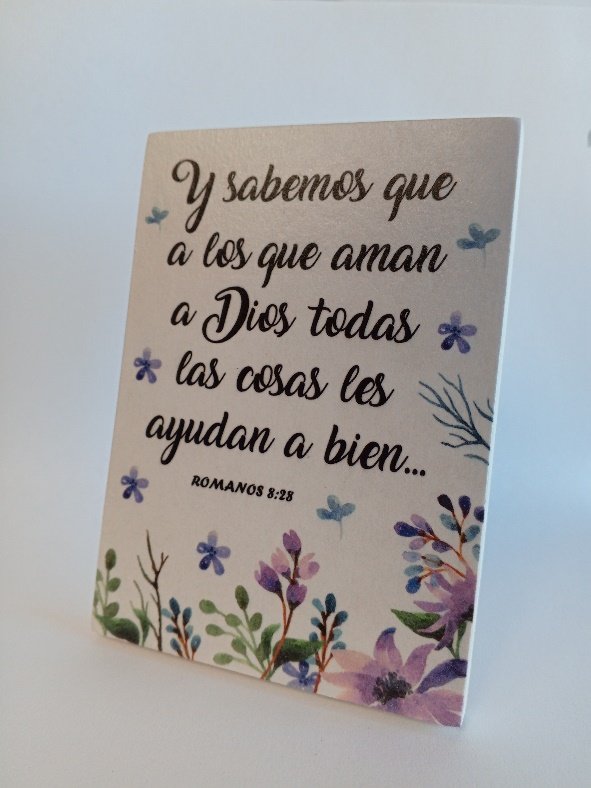 Y sabemos que
a los que aman
a Dios todas
las cosas les
ayudan a bien...
ROMANOS 8:28